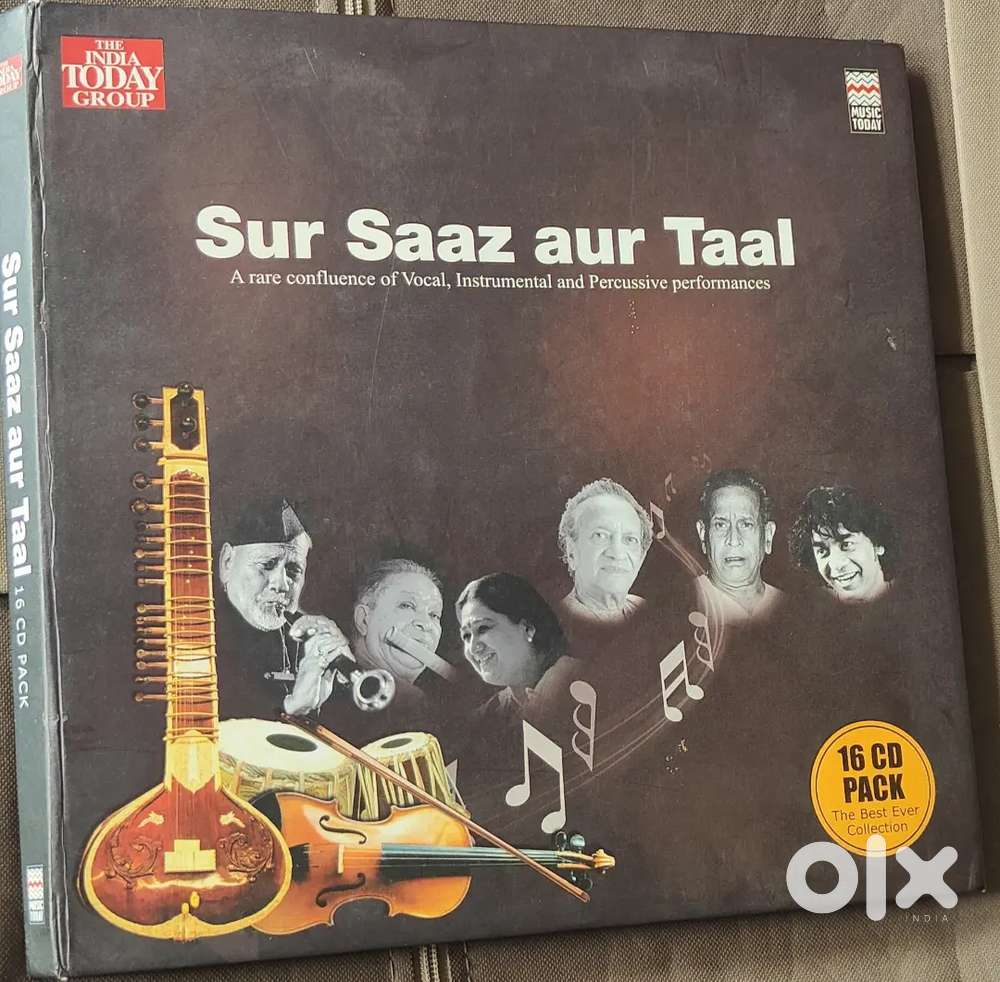 THE
INDIA
TODAY
GROUP
MUSIC
TODAY
Sur Saaz aur Taal
A rare confluence of Vocal, Instrumental and Percussive performances
Sur Saaz aur Taal 16 CD PACK
16 CD
PACK
The Best Ever
Collection
olx
INDIA